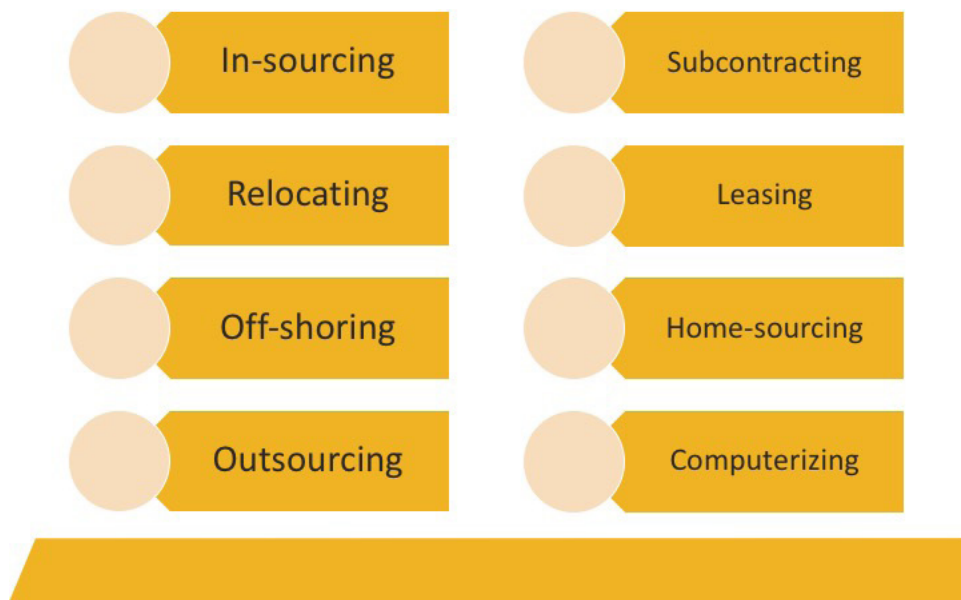 In-sourcing
Relocating
Off-shoring
Outsourcing
Subcontracting
Leasing
Home-sourcing
Computerizing